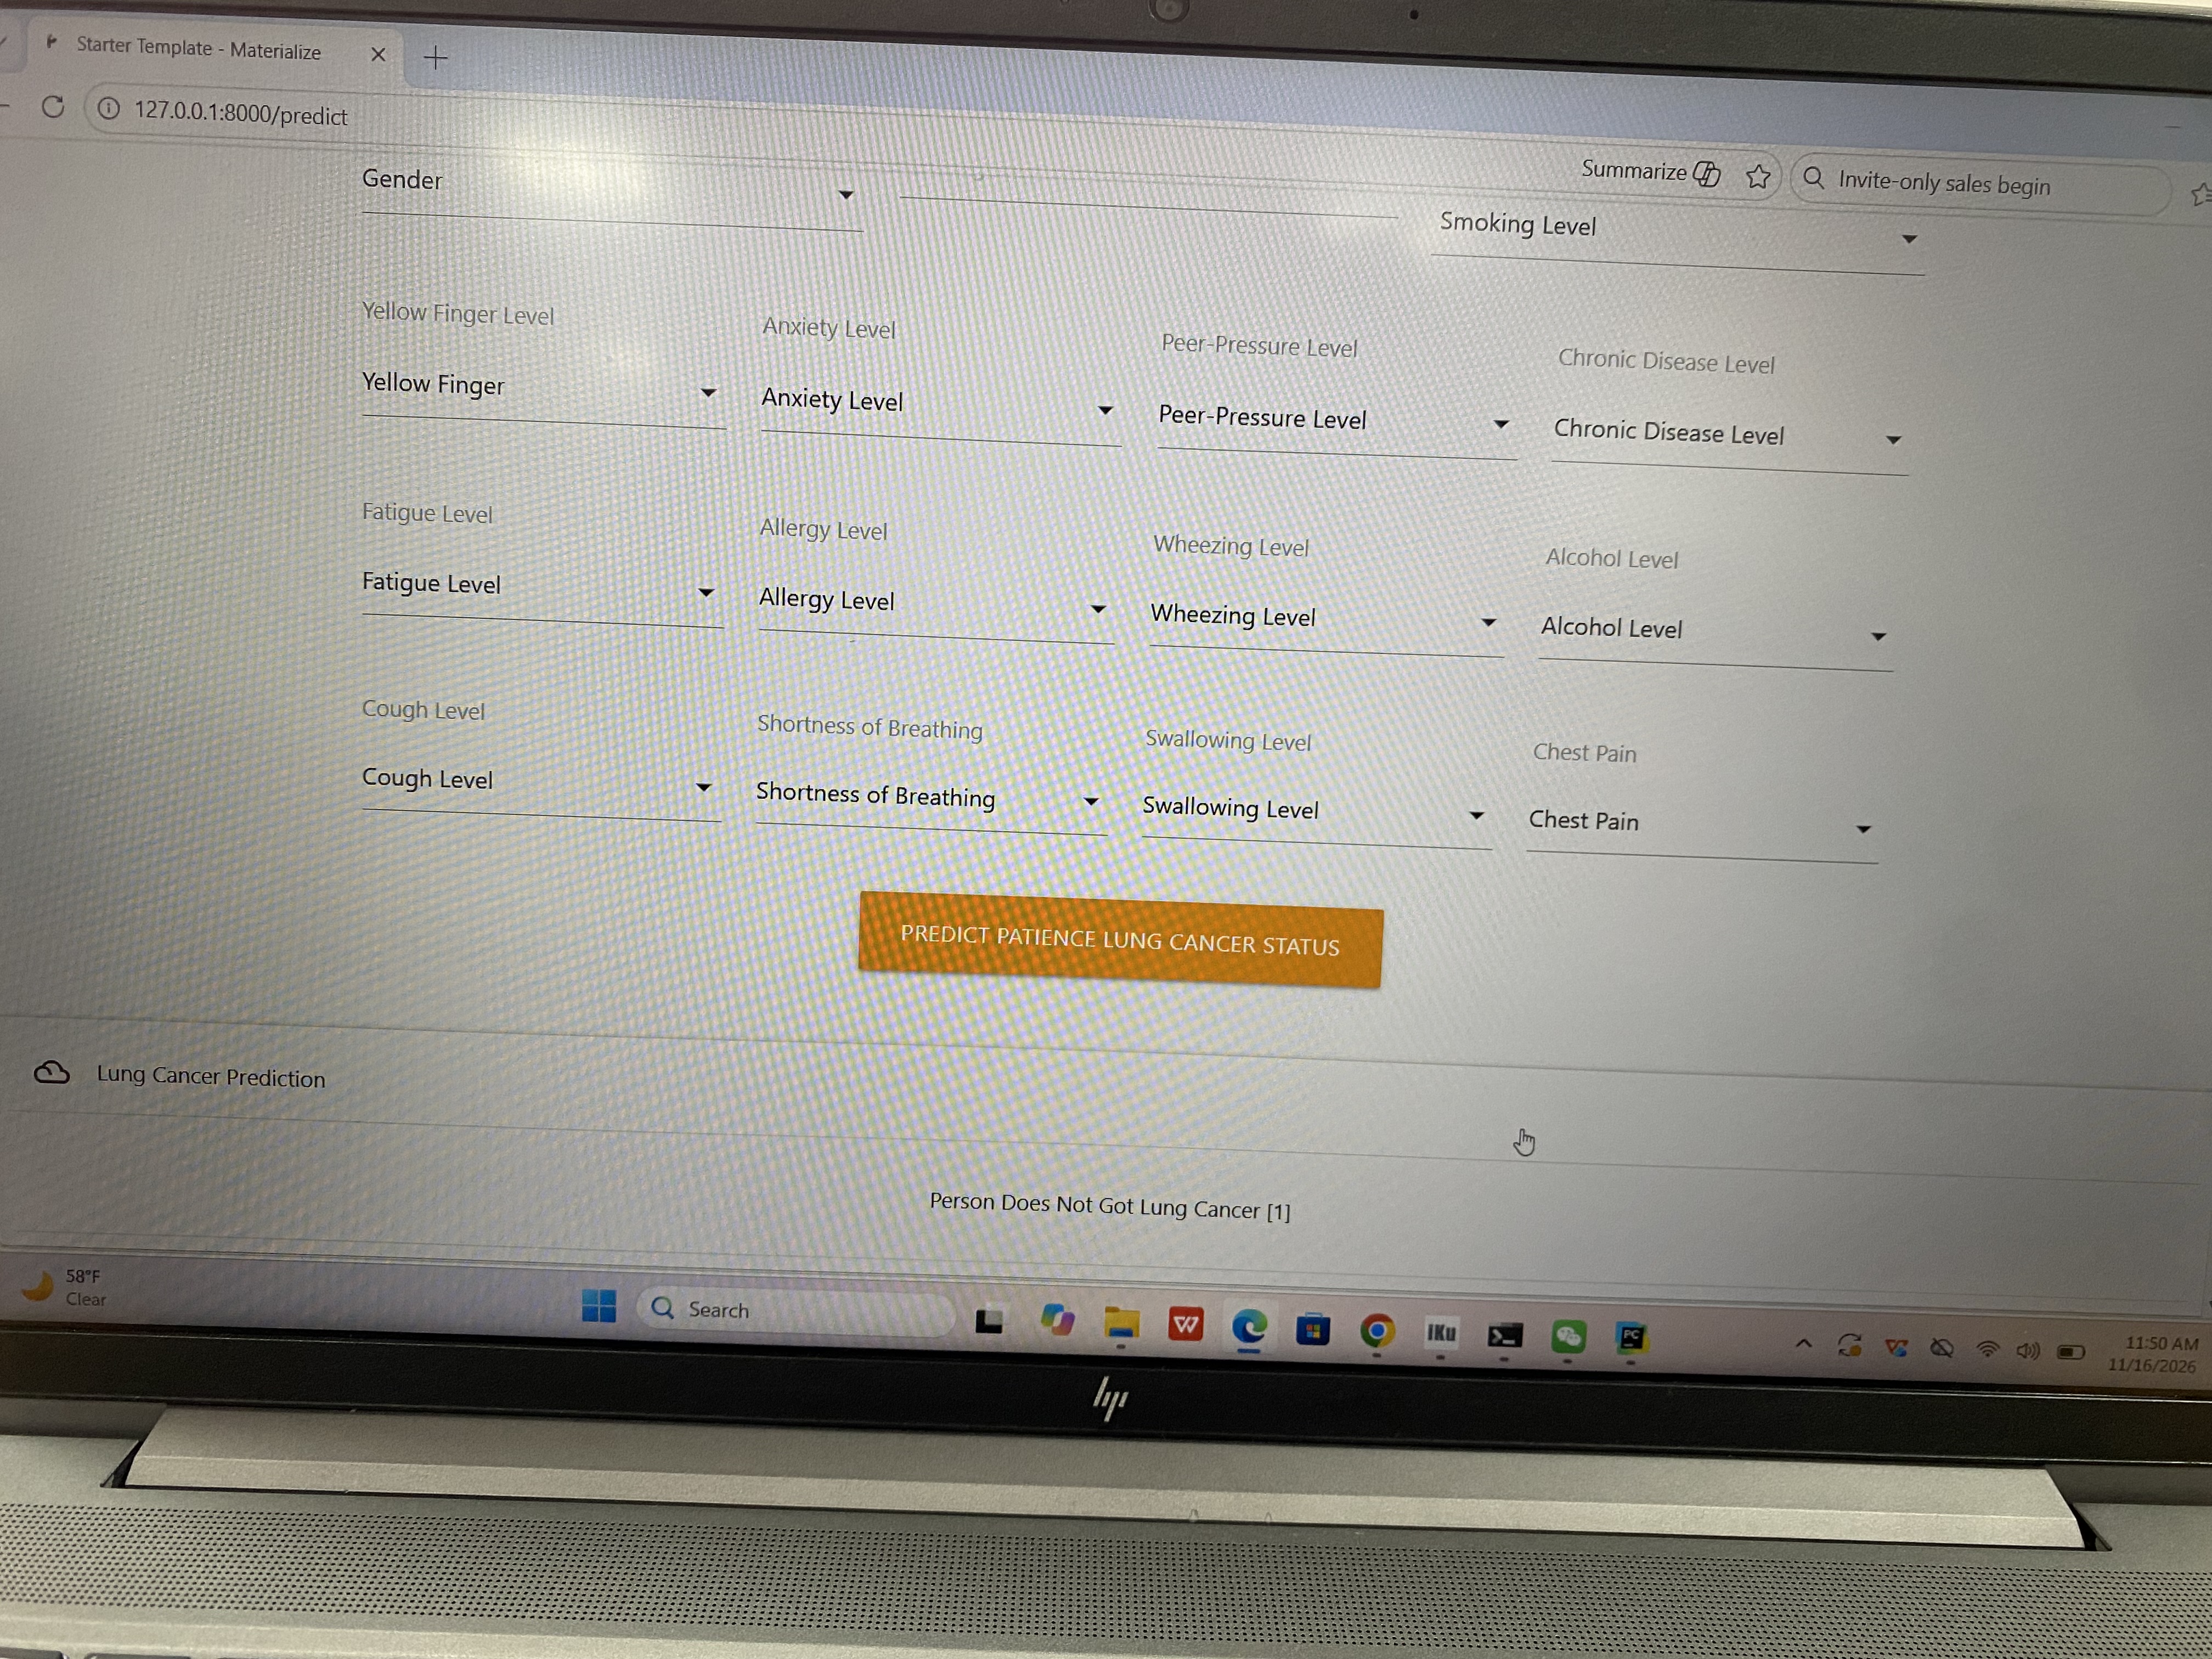 Starter Template - Materialize
127.0.0.1:8000/predict
Summarize
Invite-only sales begin
Gender
Smoking Level
Yellow Finger Level
Anxiety Level
Peer-Pressure Level
Chronic Disease Level
Yellow Finger
Anxiety Level
Peer-Pressure Level
Chronic Disease Level
Fatigue Level
Allergy Level
Wheezing Level
Alcohol Level
Fatigue Level
Allergy Level
Wheezing Level
Alcohol Level
Cough Level
Shortness of Breathing
Swallowing Level
Chest Pain
Cough Level
Shortness of Breathing
Swallowing Level
Chest Pain
PREDICT PATIENCE LUNG CANCER STATUS
Lung Cancer Prediction
Person Does Not Got Lung Cancer [1]
58°F
Clear
Search
W
iKu
PC
11:50 AM
11/16/2026
hp